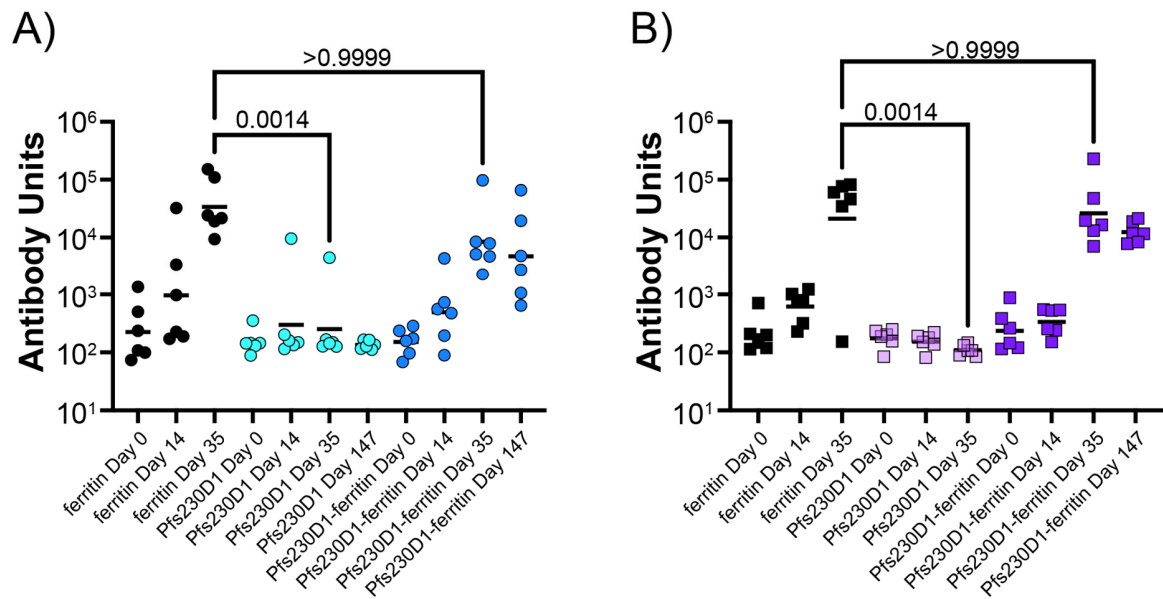 A)
>0.9999
0.0014
10⁶
10⁵
10⁴
10³
10²
10¹
Antibody Units
ferritin Day 0
ferritin Day 14
ferritin Day 35
Pfs230D1 Day 0
Pfs230D1 Day 14
Pfs230D1 Day 35
Pfs230D1 Day 147
Pfs230D1-ferritin Day 0
Pfs230D1-ferritin Day 14
Pfs230D1-ferritin Day 35
Pfs230D1-ferritin Day 147
B)
>0.9999
0.0014
10⁶
10⁵
10⁴
10³
10²
10¹
Antibody Units
ferritin Day 0
ferritin Day 14
ferritin Day 35
Pfs230D1 Day 0
Pfs230D1 Day 14
Pfs230D1 Day 35
Pfs230D1-ferritin Day 0
Pfs230D1-ferritin Day 14
Pfs230D1-ferritin Day 35
Pfs230D1-ferritin Day 147